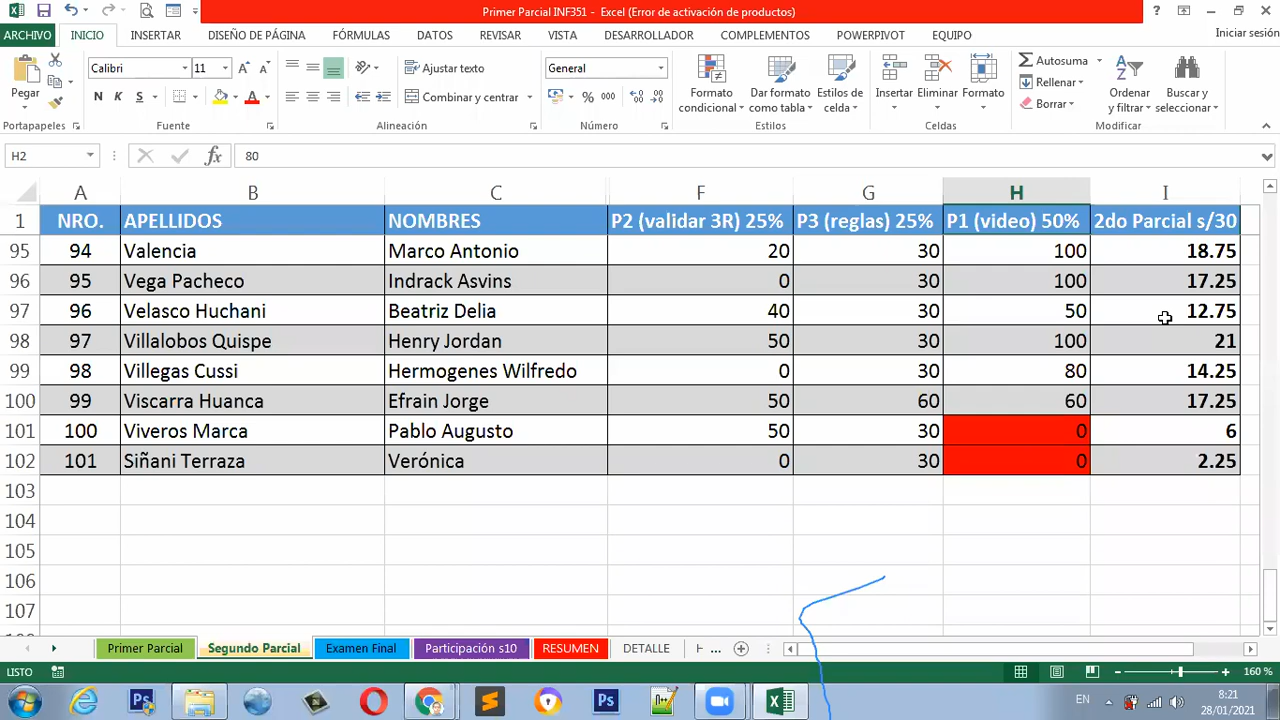 Primer Parcial INF351 - Excel (Error de activación de productos)
ARCHIVO INICIO INSERTAR DISEÑO DE PÁGINA FÓRMULAS DATOS REVISAR VISTA DESARROLLADOR COMPLEMENTOS POWERPIVOT EQUIPO Iniciar sesión
Pegar
Calibri 11
N K S
Ajustar texto
Combinar y centrar
General
% 000
Formato condicional
Dar formato como tabla
Estilos de celda
Insertar Eliminar Formato
Autosuma
Rellenar
Borrar
Ordenar y filtrar
Buscar y seleccionar
Portapapeles Fuente Alineación Número Estilos Celdas Modificar
H2 fx 80
A B C F G H I
1 NRO. APELLIDOS NOMBRES P2 (validar 3R) 25% P3 (reglas) 25% P1 (video) 50% 2do Parcial s/30
95 94 Valencia Marco Antonio 20 30 100 18.75
96 95 Vega Pacheco Indrack Asvins 0 30 100 17.25
97 96 Velasco Huchani Beatriz Delia 40 30 50 12.75
98 97 Villalobos Quispe Henry Jordan 50 30 100 21
99 98 Villegas Cussi Hermogenes Wilfredo 0 30 80 14.25
100 99 Viscarra Huanca Efrain Jorge 50 60 60 17.25
101 100 Viveros Marca Pablo Augusto 50 30 0 6
102 101 Siñani Terraza Verónica 0 30 0 2.25
103
104
105
106
107
Primer Parcial Segundo Parcial Examen Final Participación s10 RESUMEN DETALLE ...
LISTO 160 %
EN 8:21
28/01/2021